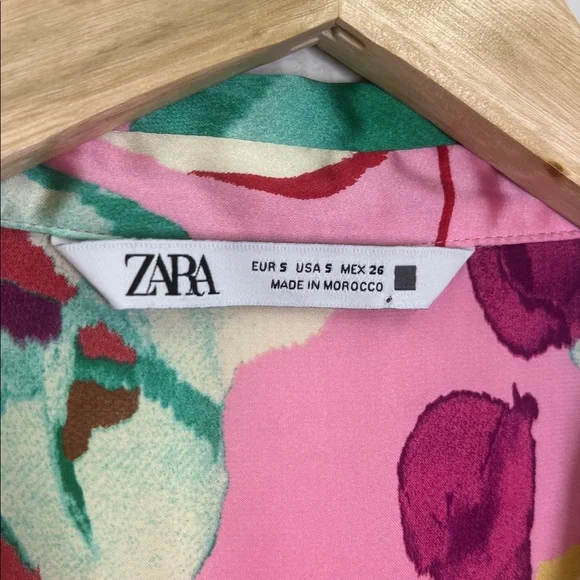 ZARA
EUR S USA S MEX 26
MADE IN MOROCCO